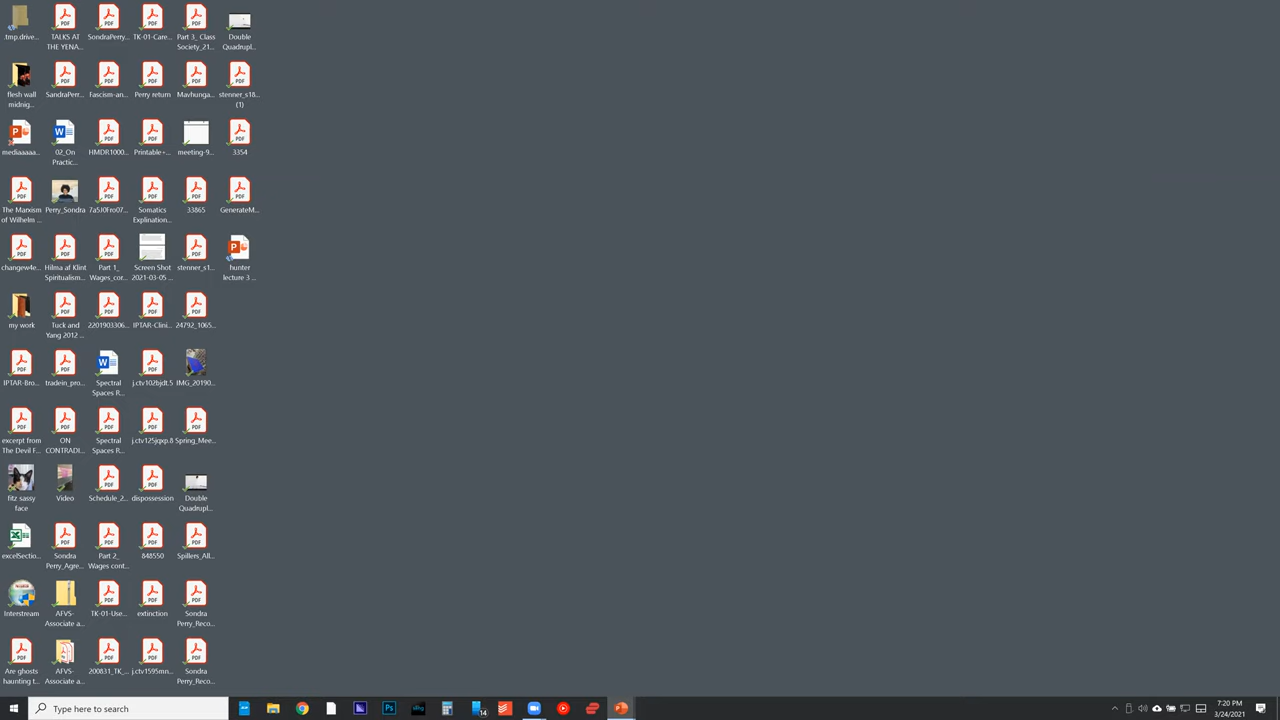 .tmp.drive...
TALKS AT
THE YENA...
SondraPerry...
TK-01-Care...
Part 3_ Class
Society_21...
Double
Quadrupl...
flesh wall
midnig...
SandraPerr...
Fascism-an...
Perry return
Mavhunga...
stenner_s18...
(1)
mediaaaaa...
02_On
Practic...
HMDR1000...
Printable+...
meeting-9...
3354
The Marxism
of Wilhelm ...
Perry_Sondra
7a5J0Fro07...
Somatics
Explination...
33865
GenerateM...
changew4e...
Hilma af Klint
Spiritualism...
Part 1_
Wages_cor...
Screen Shot
2021-03-05 ...
stenner_s1...
hunter
lecture 3 ...
my work
Tuck and
Yang 2012 ...
2201903306...
IPTAR-Clini...
24792_1065...
IPTAR-Bro...
tradein_pro...
Spectral
Spaces R...
j.ctv102bjdt.5
IMG_20190...
excerpt from
The Devil F...
ON
CONTRADI...
Spectral
Spaces R...
j.ctv125jqxp.8
Spring_Mee...
fitz sassy
face
Video
Schedule_2...
dispossession
Double
Quadrupl...
excelSectio...
Sondra
Perry_Agre...
Part 2_
Wages cont...
848550
Spillers_All...
Interstream
AFVS-
Associate a...
TK-01-Use...
extinction
Sondra
Perry_Reco...
Are ghosts
haunting t...
AFVS-
Associate a...
200831_TK_...
j.ctv1595mn...
Sondra
Perry_Reco...
Type here to search
14
7:20 PM
3/24/2021